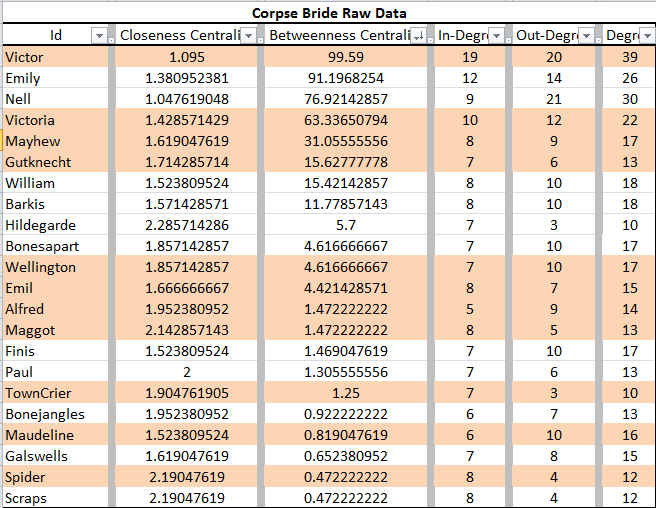 Corpse Bride Raw Data
Id Closeness Centrali Betweenness Centrali In-Degr Out-Degr Degr
Victor 1.095 99.59 19 20 39
Emily 1.380952381 91.1968254 12 14 26
Nell 1.047619048 76.92142857 9 21 30
Victoria 1.428571429 63.33650794 10 12 22
Mayhew 1.619047619 31.05555556 8 9 17
Gutknecht 1.714285714 15.62777778 7 6 13
William 1.523809524 15.42142857 8 10 18
Barkis 1.571428571 11.77857143 8 10 18
Hildegarde 2.285714286 5.7 7 3 10
Bonesapart 1.857142857 4.616666667 7 10 17
Wellington 1.857142857 4.616666667 7 10 17
Emil 1.666666667 4.421428571 8 7 15
Alfred 1.952380952 1.472222222 5 9 14
Maggot 2.142857143 1.472222222 8 5 13
Finis 1.523809524 1.469047619 7 10 17
Paul 2 1.305555556 7 6 13
TownCrier 1.904761905 1.25 7 3 10
Bonejangles 1.952380952 0.922222222 6 7 13
Maudeline 1.523809524 0.819047619 6 10 16
Galswells 1.619047619 0.652380952 7 8 15
Spider 2.19047619 0.472222222 8 4 12
Scraps 2.19047619 0.472222222 8 4 12